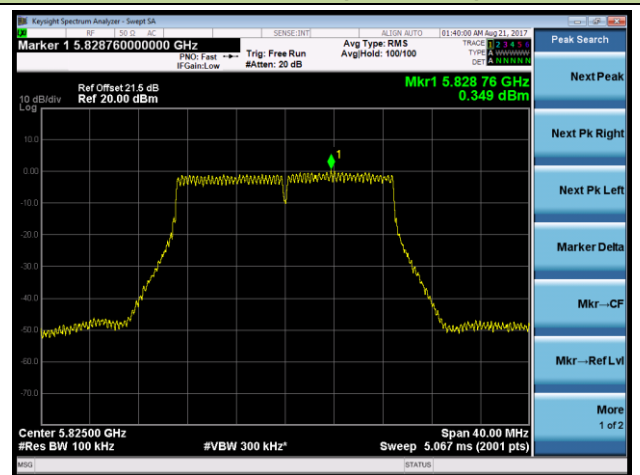 Keysight Spectrum Analyzer - Swept SA
RF 50 Ω AC SENSE:INT ALIGN AUTO 01:40:00 AM Aug 21, 2017
Marker 1 5.828760000000 GHz
PNO: Fast
IFGain:Low
Trig: Free Run
#Atten: 20 dB
Avg Type: RMS
Avg|Hold: 100/100
TRACE 1 2 3 4 5 6
TYPE A WWWWW
DET A N N N N N
Peak Search
Mkr1 5.828 76 GHz
0.349 dBm
Ref Offset 21.5 dB
10 dB/div Ref 20.00 dBm
Log
10.0
0.00
-10.0
-20.0
-30.0
-40.0
-50.0
-60.0
-70.0
1
Center 5.82500 GHz
Span 40.00 MHz
#Res BW 100 kHz
#VBW 300 kHz*
Sweep 5.067 ms (2001 pts)
Next Peak
Next Pk Right
Next Pk Left
Marker Delta
Mkr→CF
Mkr→Ref Lvl
More
1 of 2
MSG
STATUS